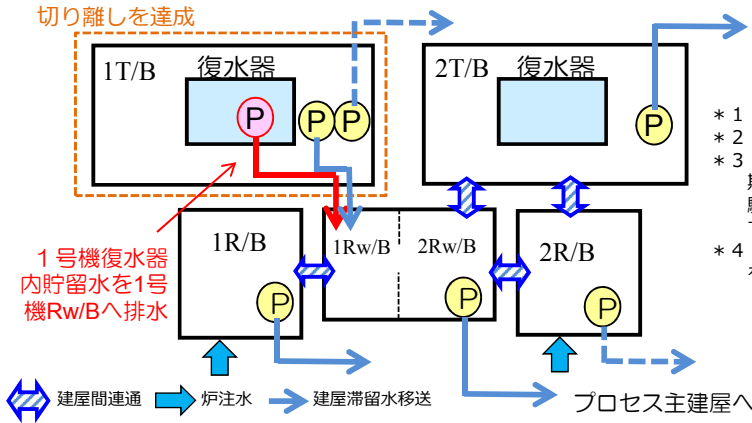 切り離しを達成
1T/B
復水器
P
P
P
2T/B
復水器
P
＊1
＊2
＊3
＊4
1R/B
P
1Rw/B
2Rw/B
P
2R/B
P
1号機復水器
内貯留水を1号
機Rw/Bへ排水
建屋間連通
炉注水
建屋滞留水移送
プロセス主建屋へ